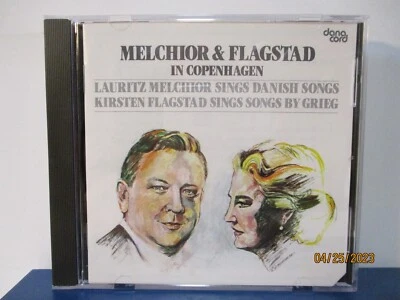 dana
cord
MELCHIOR & FLAGSTAD
IN COPENHAGEN
LAURITZ MELCHIOR SINGS DANISH SONGS
KIRSTEN FLAGSTAD SINGS SONGS BY GRIEG
04/25/2023